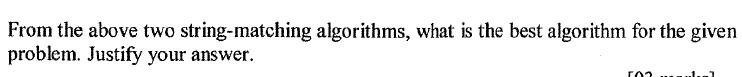 From the above two string-matching algorithms, what is the best algorithm for the given
problem. Justify your answer.